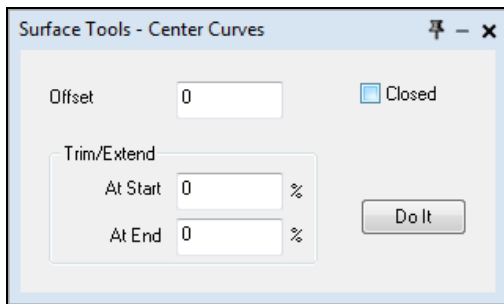 Surface Tools - Center Curves
Offset 0 Closed
Trim/Extend
At Start 0 %
At End 0 %
Do It